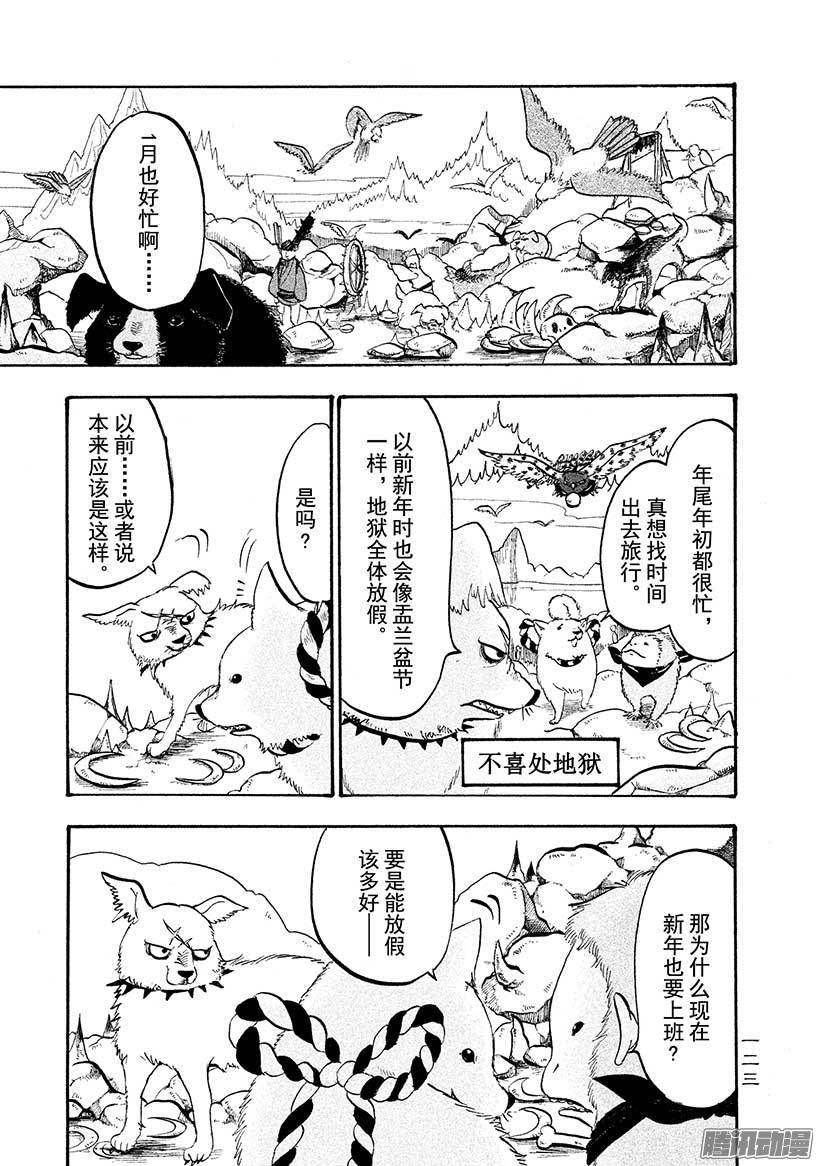 一月也好忙啊……
年尾年初都很忙，
真想找时间
出去旅行。
以前新年时也会像盂兰盆节
一样，地狱全体放假。
不喜处地狱
是吗？
以前……或者说
本来应该是这样。
那为什么现在
新年也要上班？
要是能放假
该多好——
一二三
腾讯动漫